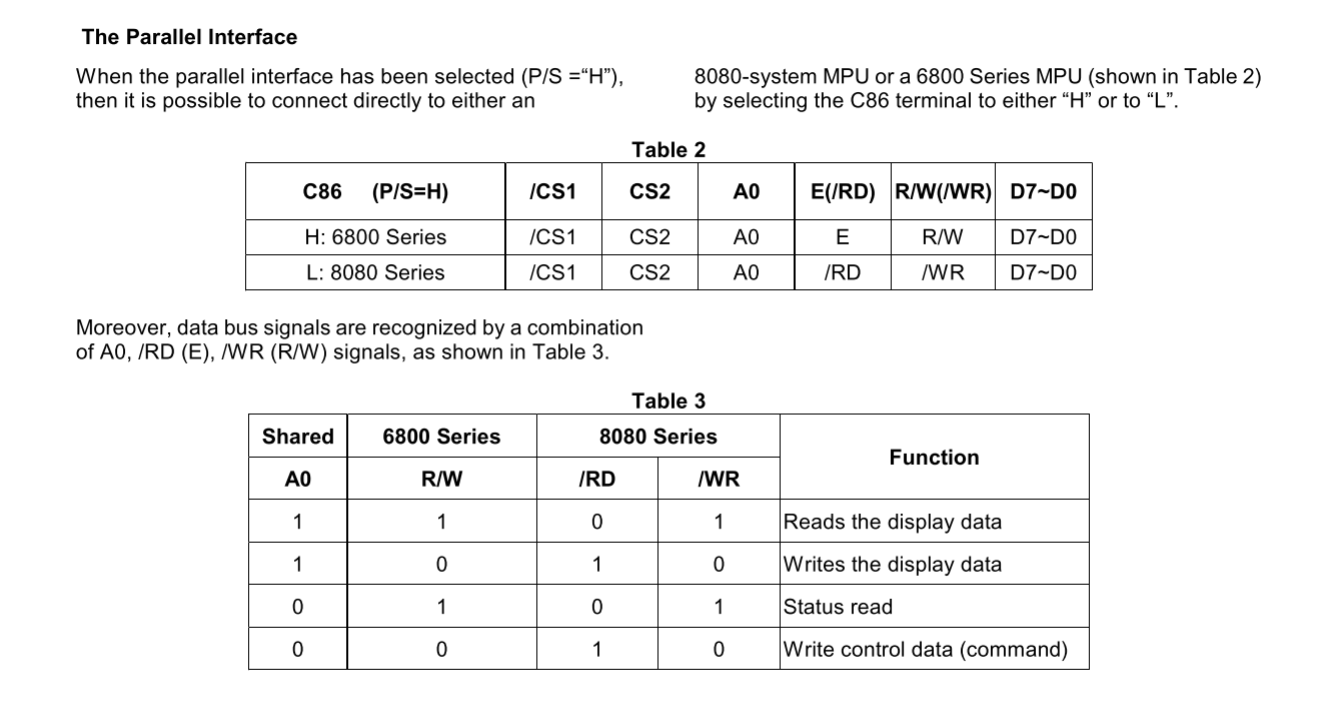 The Parallel Interface
When the parallel interface has been selected (P/S =“H”),
then it is possible to connect directly to either an
8080-system MPU or a 6800 Series MPU (shown in Table 2)
by selecting the C86 terminal to either “H” or to “L”.
Table 2
C86 (P/S=H) /CS1 CS2 A0 E(/RD) R/W(/WR) D7~D0
H: 6800 Series /CS1 CS2 A0 E R/W D7~D0
L: 8080 Series /CS1 CS2 A0 /RD /WR D7~D0
Moreover, data bus signals are recognized by a combination
of A0, /RD (E), /WR (R/W) signals, as shown in Table 3.
Table 3
Shared 6800 Series 8080 Series Function
A0 R/W /RD /WR
1 1 0 1 Reads the display data
1 0 1 0 Writes the display data
0 1 0 1 Status read
0 0 1 0 Write control data (command)